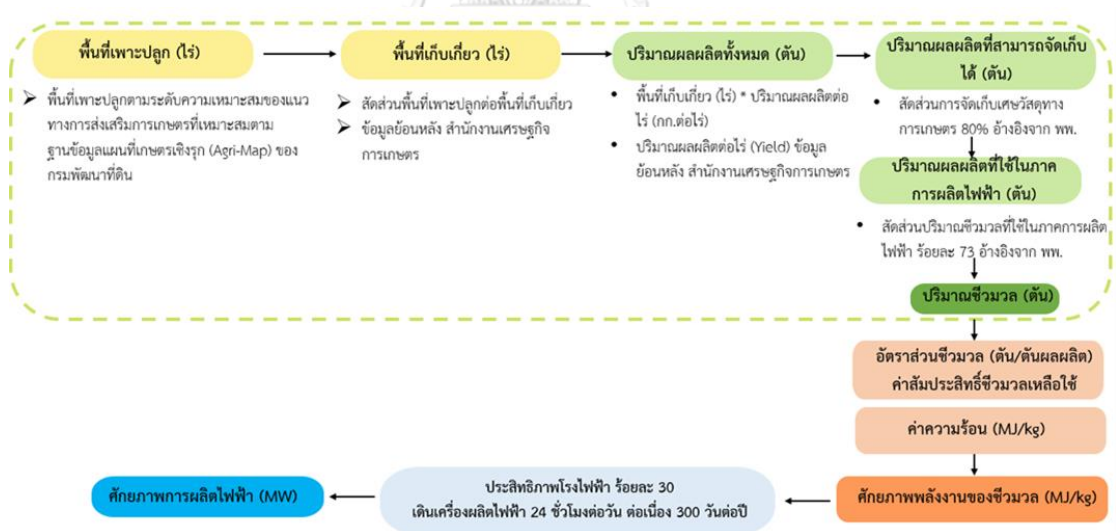 พื้นที่เพาะปลูก (ไร่)
➢ พื้นที่เพาะปลูกตามระดับความเหมาะสมของแนว
ทางการส่งเสริมการเกษตรที่เหมาะสมตาม
ฐานข้อมูลแผนที่เกษตรเชิงรุก (Agri-Map) ของ
กรมพัฒนาที่ดิน
พื้นที่เก็บเกี่ยว (ไร่)
➢ สัดส่วนพื้นที่เพาะปลูกต่อพื้นที่เก็บเกี่ยว
➢ ข้อมูลย้อนหลัง สำนักงานเศรษฐกิจ
การเกษตร
ปริมาณผลผลิตทั้งหมด (ตัน)
• พื้นที่เก็บเกี่ยว (ไร่) * ปริมาณผลผลิตต่อ
ไร่ (กก.ต่อไร่)
• ปริมาณผลผลิตต่อไร่ (Yield) ข้อมูล
ย้อนหลัง สำนักงานเศรษฐกิจการเกษตร
ปริมาณผลผลิตที่สามารถจัดเก็บ
ได้ (ตัน)
• สัดส่วนการจัดเก็บเศษวัสดุทาง
การเกษตร 80% อ้างอิงจาก พพ.
ปริมาณผลผลิตที่ใช้ในภาค
การผลิตไฟฟ้า (ตัน)
• สัดส่วนปริมาณชีวมวลที่ใช้ในภาคการผลิต
ไฟฟ้า ร้อยละ 73 อ้างอิงจาก พพ.
ปริมาณชีวมวล (ตัน)
อัตราส่วนชีวมวล (ตัน/ตันผลผลิต)
ค่าสัมประสิทธิ์ชีวมวลเหลือใช้
ค่าความร้อน (MJ/kg)
ศักยภาพพลังงานของชีวมวล (MJ/kg)
ประสิทธิภาพโรงไฟฟ้า ร้อยละ 30
เดินเครื่องผลิตไฟฟ้า 24 ชั่วโมงต่อวัน ต่อเนื่อง 300 วันต่อปี
ศักยภาพการผลิตไฟฟ้า (MW)